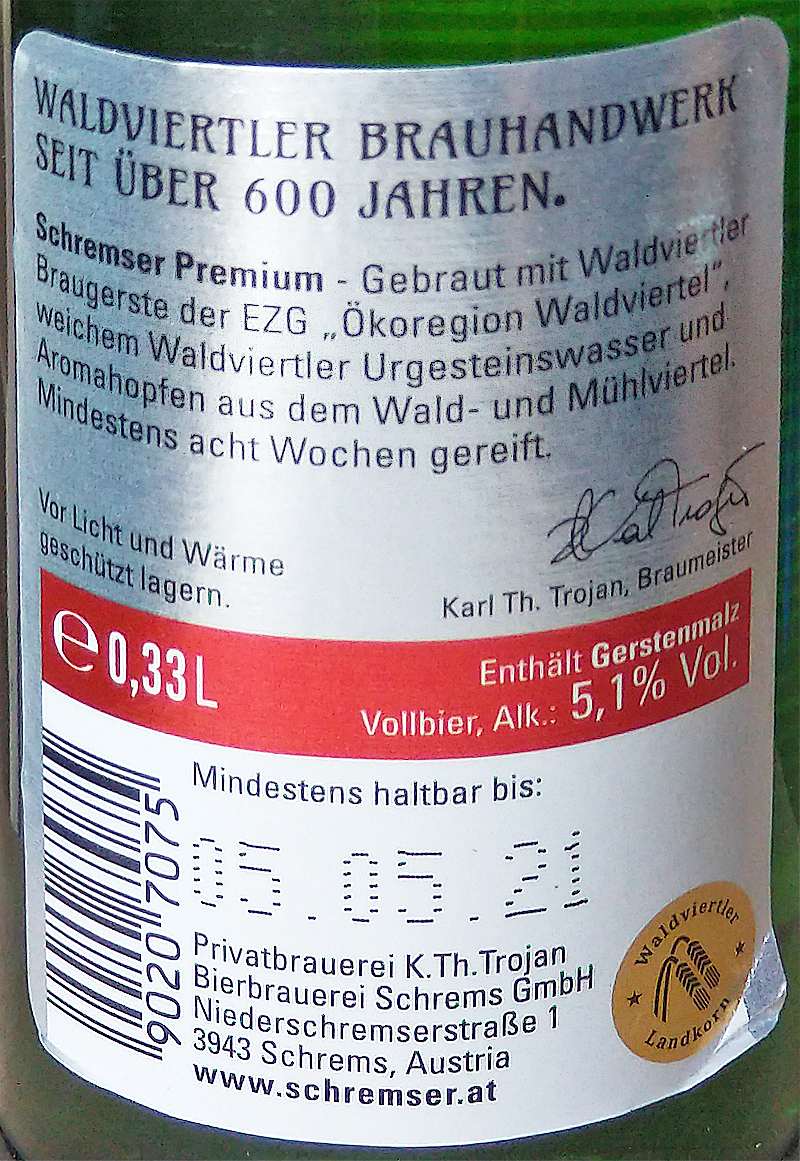 WALDVIERTLER BRAUHANDWERK
SEIT ÜBER 600 JAHREN.
Schremser Premium - Gebraut mit Waldviertler
Braugerste der EZG „Ökoregion Waldviertel“,
weichem Waldviertler Urgesteinswasser und
Aromahopfen aus dem Wald- und Mühlviertel.
Mindestens acht Wochen gereift.
Vor Licht und Wärme
geschützt lagern.
Karl Th. Trojan, Braumeister
e 0,33 L
Enthält Gerstenmalz
Vollbier, Alk.: 5,1% Vol.
Mindestens haltbar bis:
05.05.21
9020 7075
Privatbrauerei K.Th.Trojan
Bierbrauerei Schrems GmbH
Niederschremserstraße 1
3943 Schrems, Austria
www.schremser.at
Waldviertler
Landkorn